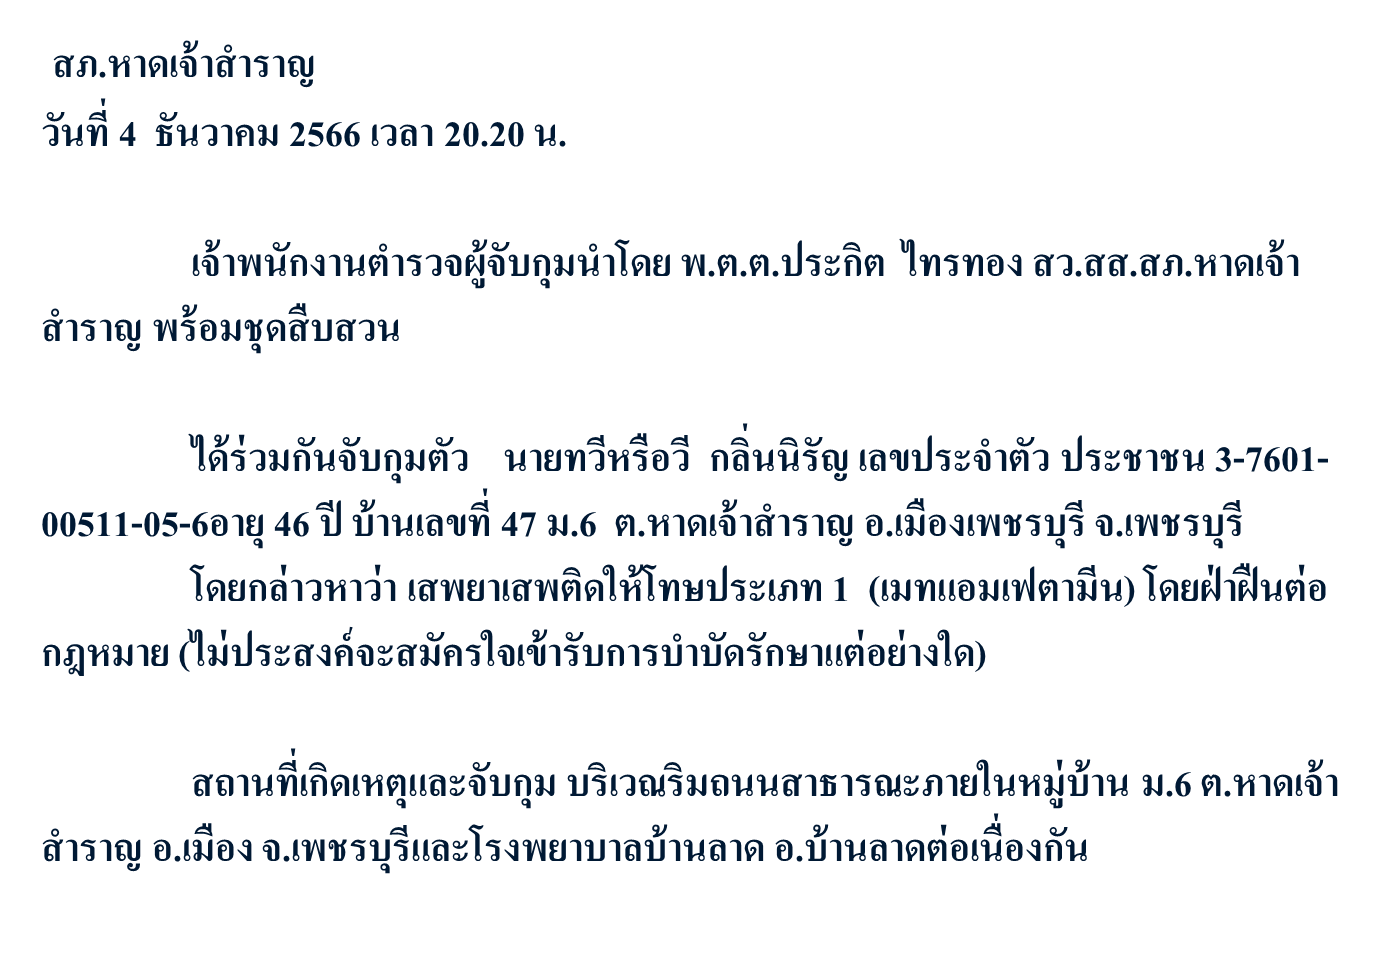 สภ.หาดเจ้าสำราญ
วันที่ 4 ธันวาคม 2566 เวลา 20.20 น.
เจ้าพนักงานตำรวจผู้จับกุมนำโดย พ.ต.ต.ประกิต ไทรทอง สว.สส.สภ.หาดเจ้า
สำราญ พร้อมชุดสืบสวน
ได้ร่วมกันจับกุมตัว นายทวีหรือวี กลิ่นนิรัญ เลขประจำตัว ประชาชน 3-7601-
00511-05-6อายุ 46 ปี บ้านเลขที่ 47 ม.6 ต.หาดเจ้าสำราญ อ.เมืองเพชรบุรี จ.เพชรบุรี
โดยกล่าวหาว่า เสพยาเสพติดให้โทษประเภท 1 (เมทแอมเฟตามีน) โดยฝ่าฝืนต่อ
กฎหมาย (ไม่ประสงค์จะสมัครใจเข้ารับการบำบัดรักษาแต่อย่างใด)
สถานที่เกิดเหตุและจับกุม บริเวณริมถนนสาธารณะภายในหมู่บ้าน ม.6 ต.หาดเจ้า
สำราญ อ.เมือง จ.เพชรบุรีและโรงพยาบาลบ้านลาด อ.บ้านลาดต่อเนื่องกัน